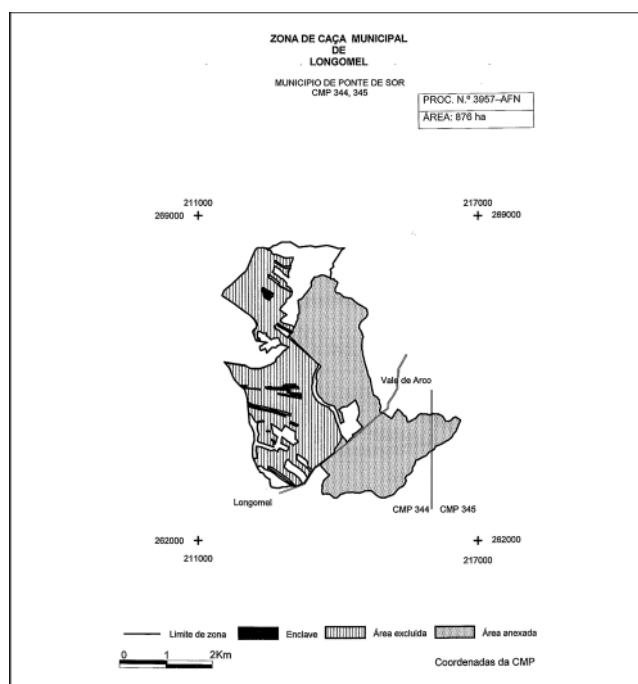 ZONA DE CAÇA MUNICIPAL
DE
LONGOMEL
MUNICIPIO DE PONTE DE SOR
CMP 344, 345
PROC. N.º 3957–AFN
ÁREA: 876 ha
211000
269000
217000
269000
Vale de Arco
Longomel
CMP 344
CMP 345
262000
211000
262000
217000
Limite de zona
Enclave
Área excluida
Área anexada
0 1 2Km
Coordenadas da CMP